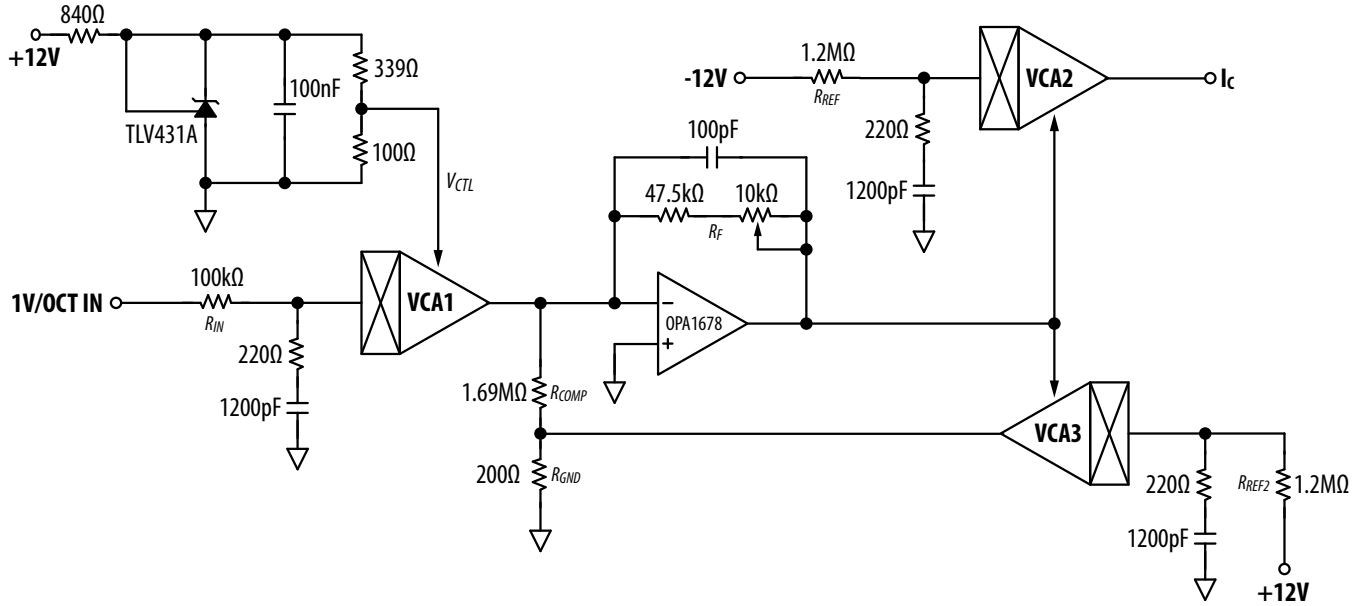 840Ω
+12V
339Ω
100nF
TLV431A
100Ω
VCTL
1.2MΩ
-12V
RREF
VCA2
IC
220Ω
1200pF
100pF
47.5kΩ
10kΩ
RF
100kΩ
1V/OCT IN
RIN
VCA1
OPA1678
−
+
220Ω
1200pF
1.69MΩ
RCOMP
VCA3
200Ω
RGND
220Ω
RREF2
1.2MΩ
1200pF
+12V